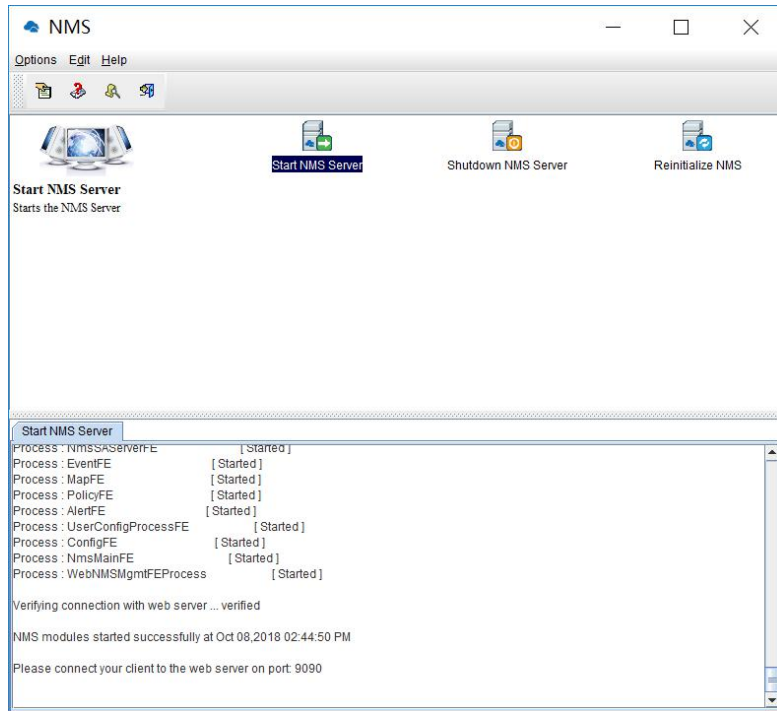 NMS
Options Edit Help
Start NMS Server
Shutdown NMS Server
Reinitialize NMS
Start NMS Server
Starts the NMS Server
Start NMS Server
Process : NmsSAServerFE [ Started ]
Process : EventFE [ Started ]
Process : MapFE [ Started ]
Process : PolicyFE [ Started ]
Process : AlertFE [ Started ]
Process : UserConfigProcessFE [ Started ]
Process : ConfigFE [ Started ]
Process : NmsMainFE [ Started ]
Process : WebNMSMgmtFEProcess [ Started ]
Verifying connection with web server ... verified
NMS modules started successfully at Oct 08,2018 02:44:50 PM
Please connect your client to the web server on port: 9090